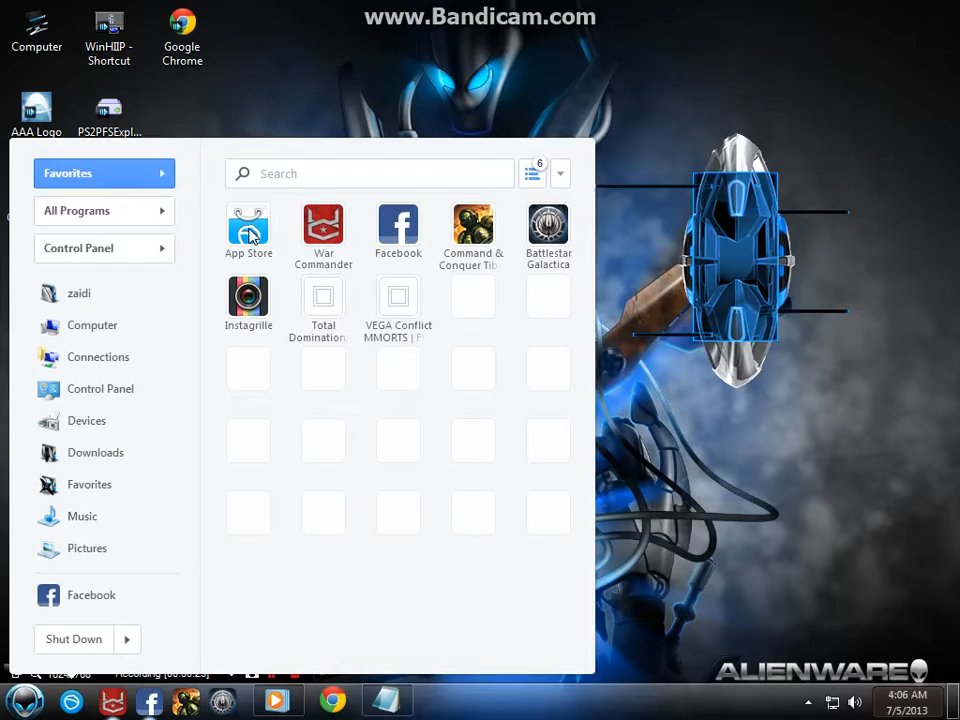 www.Bandicam.com
Computer
WinHIIP -
Shortcut
Google
Chrome
AAA Logo
PS2PFSExpl...
Favorites
All Programs
Control Panel
zaidi
Computer
Connections
Control Panel
Devices
Downloads
Favorites
Music
Pictures
Facebook
Shut Down
Search
6
App Store
War
Commander
Facebook
Command &
Conquer Tib
Battlestar
Galactica
Instagrille
Total
Domination:
VEGA Conflict
MMORTS | Fr
ALIENWARE
4:06 AM
7/5/2013